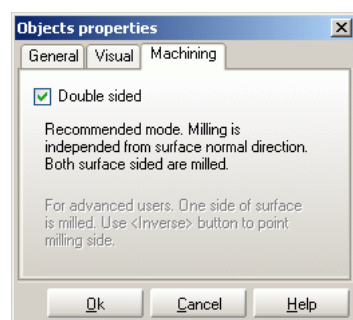 Objects properties
General Visual Machining
Double sided
Recommended mode. Milling is
independed from surface normal direction.
Both surface sided are milled.
For advanced users. One side of surface
is milled. Use <Inverse> button to point
milling side.
Ok Cancel Help